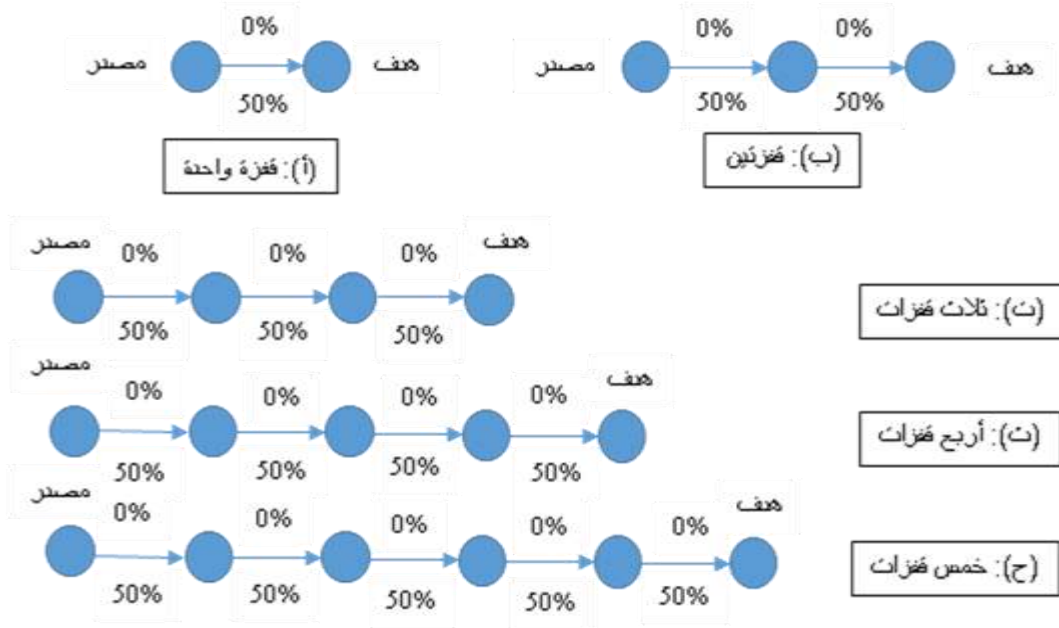 0% 0% 0%
مصدر هدف مصدر هدف
50% 50% 50%
(أ): قفزة واحدة (ب): قفزتين
مصدر 0% 0% 0% هدف
50% 50% 50%
(ت): ثلاث قفزات
مصدر 0% 0% 0% 0% هدف
50% 50% 50% 50%
(ث): أربع قفزات
مصدر 0% 0% 0% 0% 0% هدف
50% 50% 50% 50% 50%
(ج): خمس قفزات